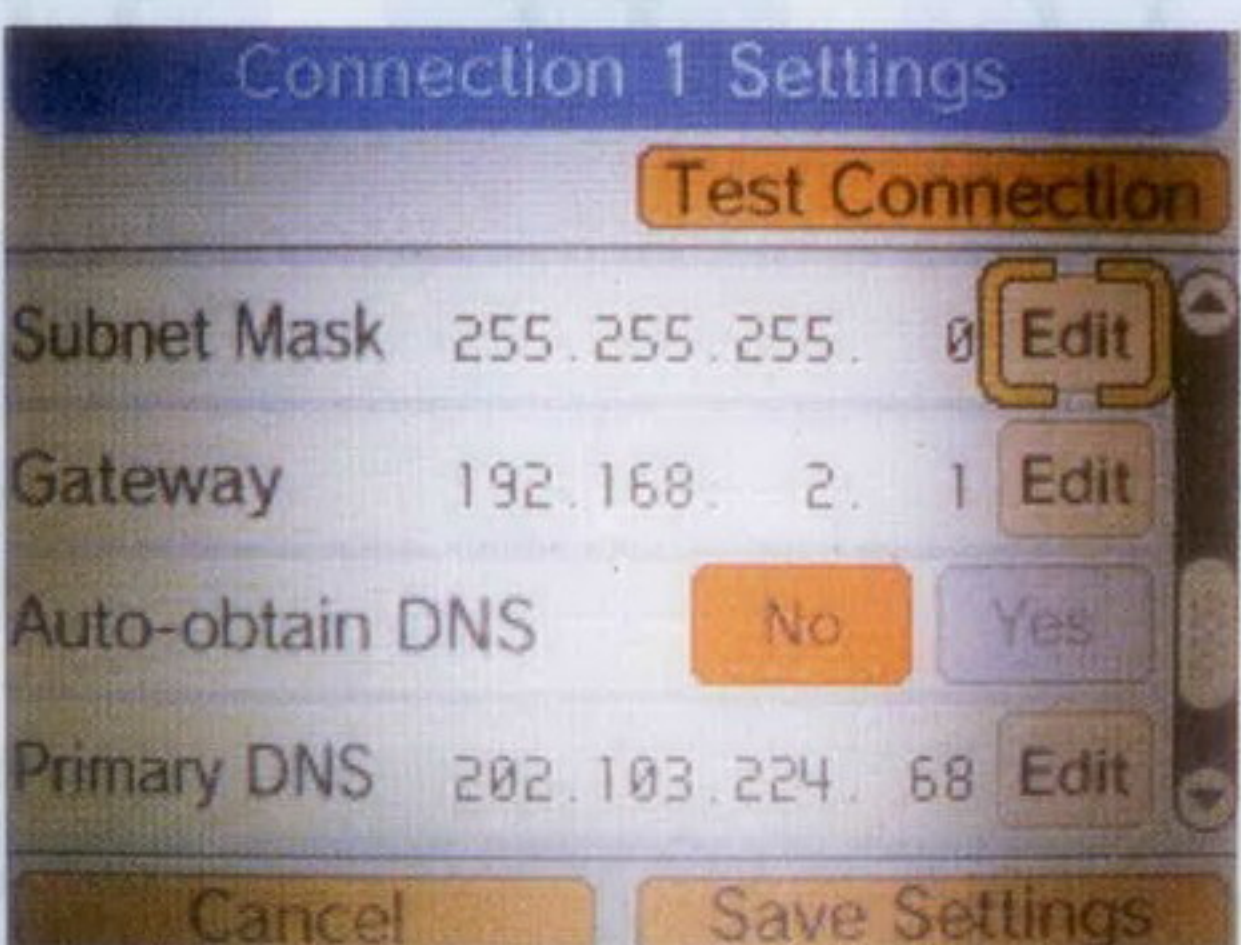 Connection 1 Settings
Test Connection
Subnet Mask 255.255.255. 0 Edit
Gateway 192.168. 2. 1 Edit
Auto-obtain DNS No Yes
Primary DNS 202.103.224. 68 Edit
Cancel Save Settings